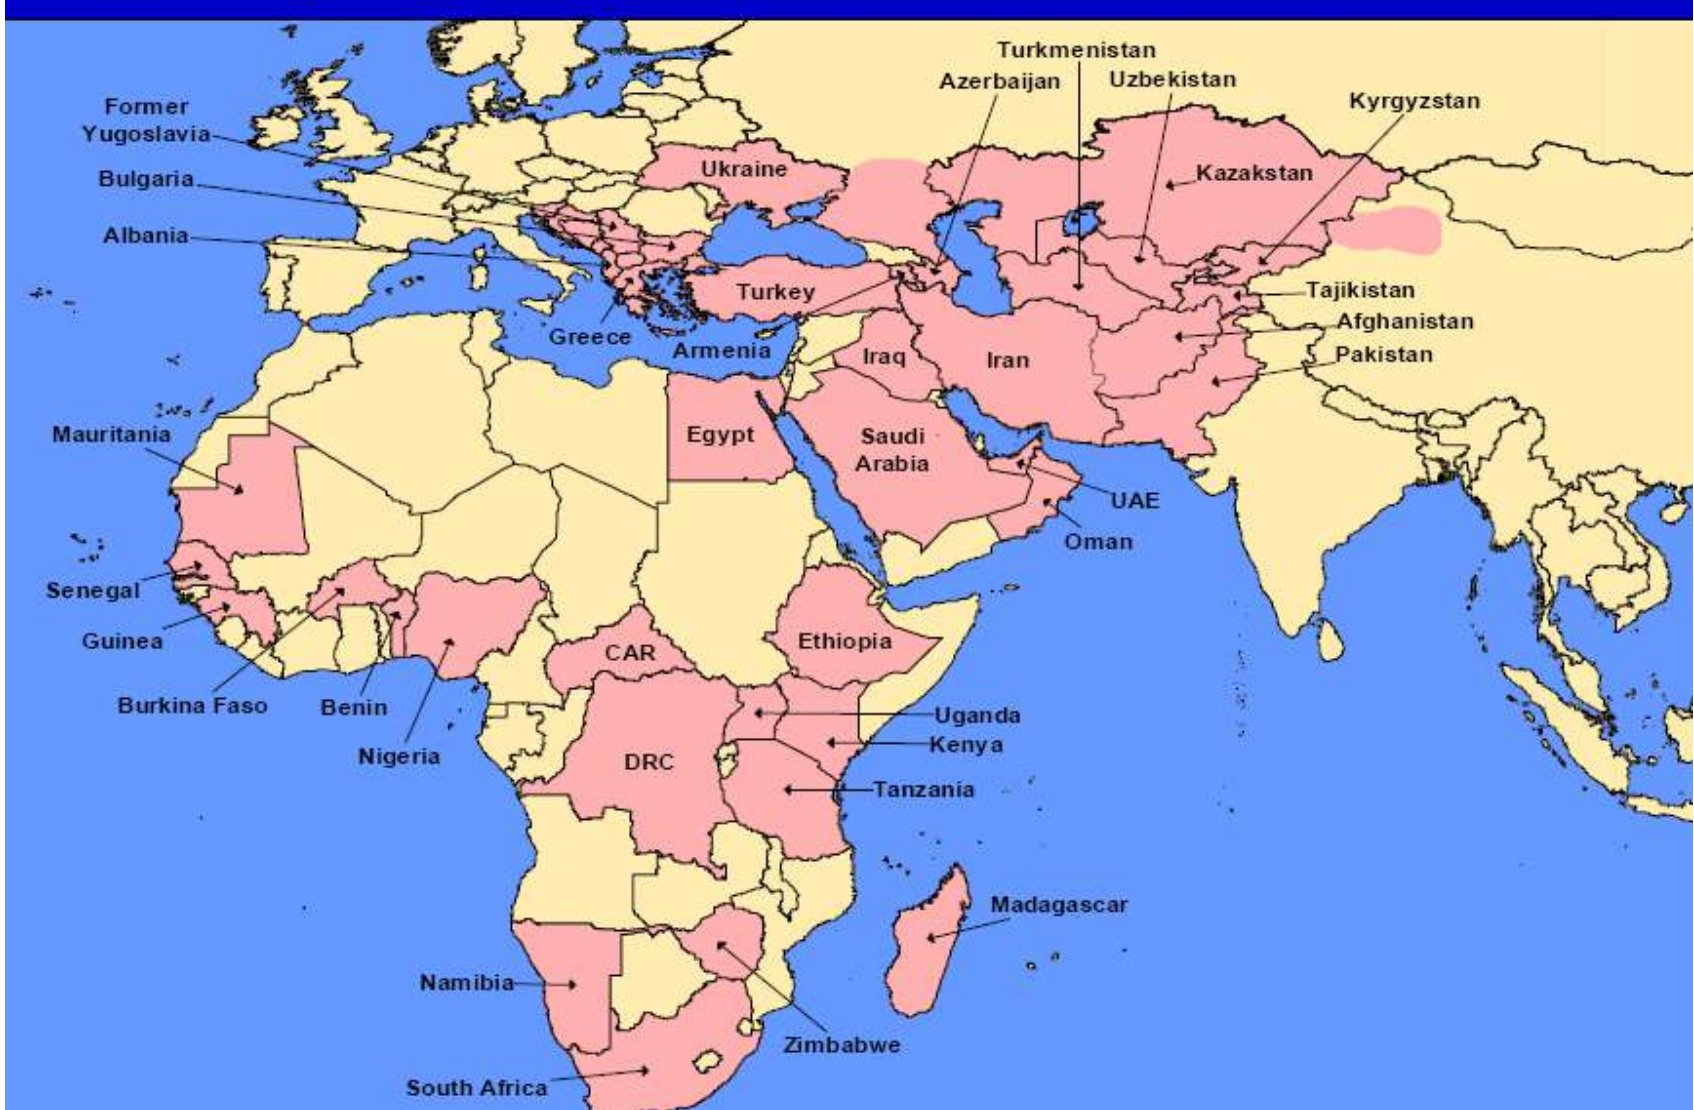 Turkmenistan
Azerbaijan
Uzbekistan
Kyrgyzstan
Former
Yugoslavia
Ukraine
Kazakstan
Bulgaria
Albania
Turkey
Tajikistan
Afghanistan
Greece
Armenia
Iraq
Iran
Pakistan
Mauritania
Egypt
Saudi
Arabia
UAE
Oman
Senegal
Guinea
Ethiopia
CAR
Burkina Faso
Benin
Uganda
Kenya
Nigeria
DRC
Tanzania
Madagascar
Namibia
Zimbabwe
South Africa